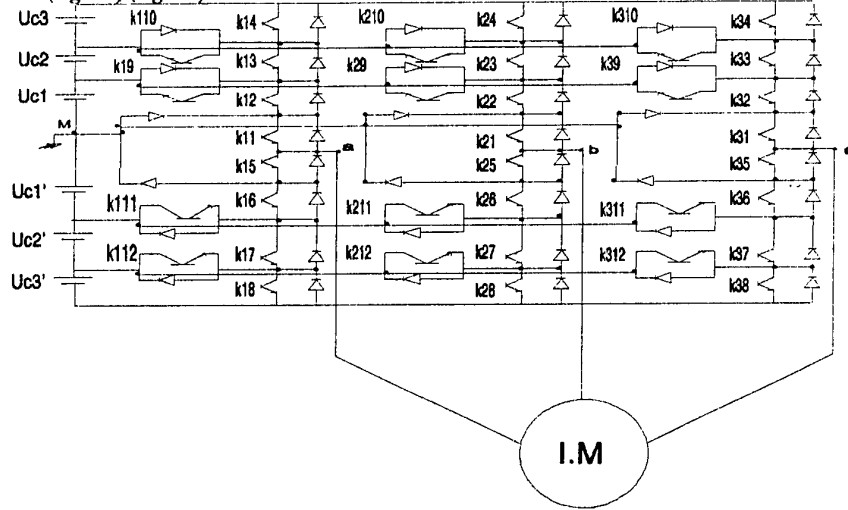 Uc3 k110 k14 k210 k24 k310 k34
Uc2 k19 k13 k29 k23 k39 k33
Uc1 k12 k22 k32
M k11 k21 k31
a b
k15 k25 k35
Uc1' k16 k26 k36
k111 k211 k311
Uc2' k17 k27 k37
k112 k212 k312
Uc3' k18 k28 k38
I.M